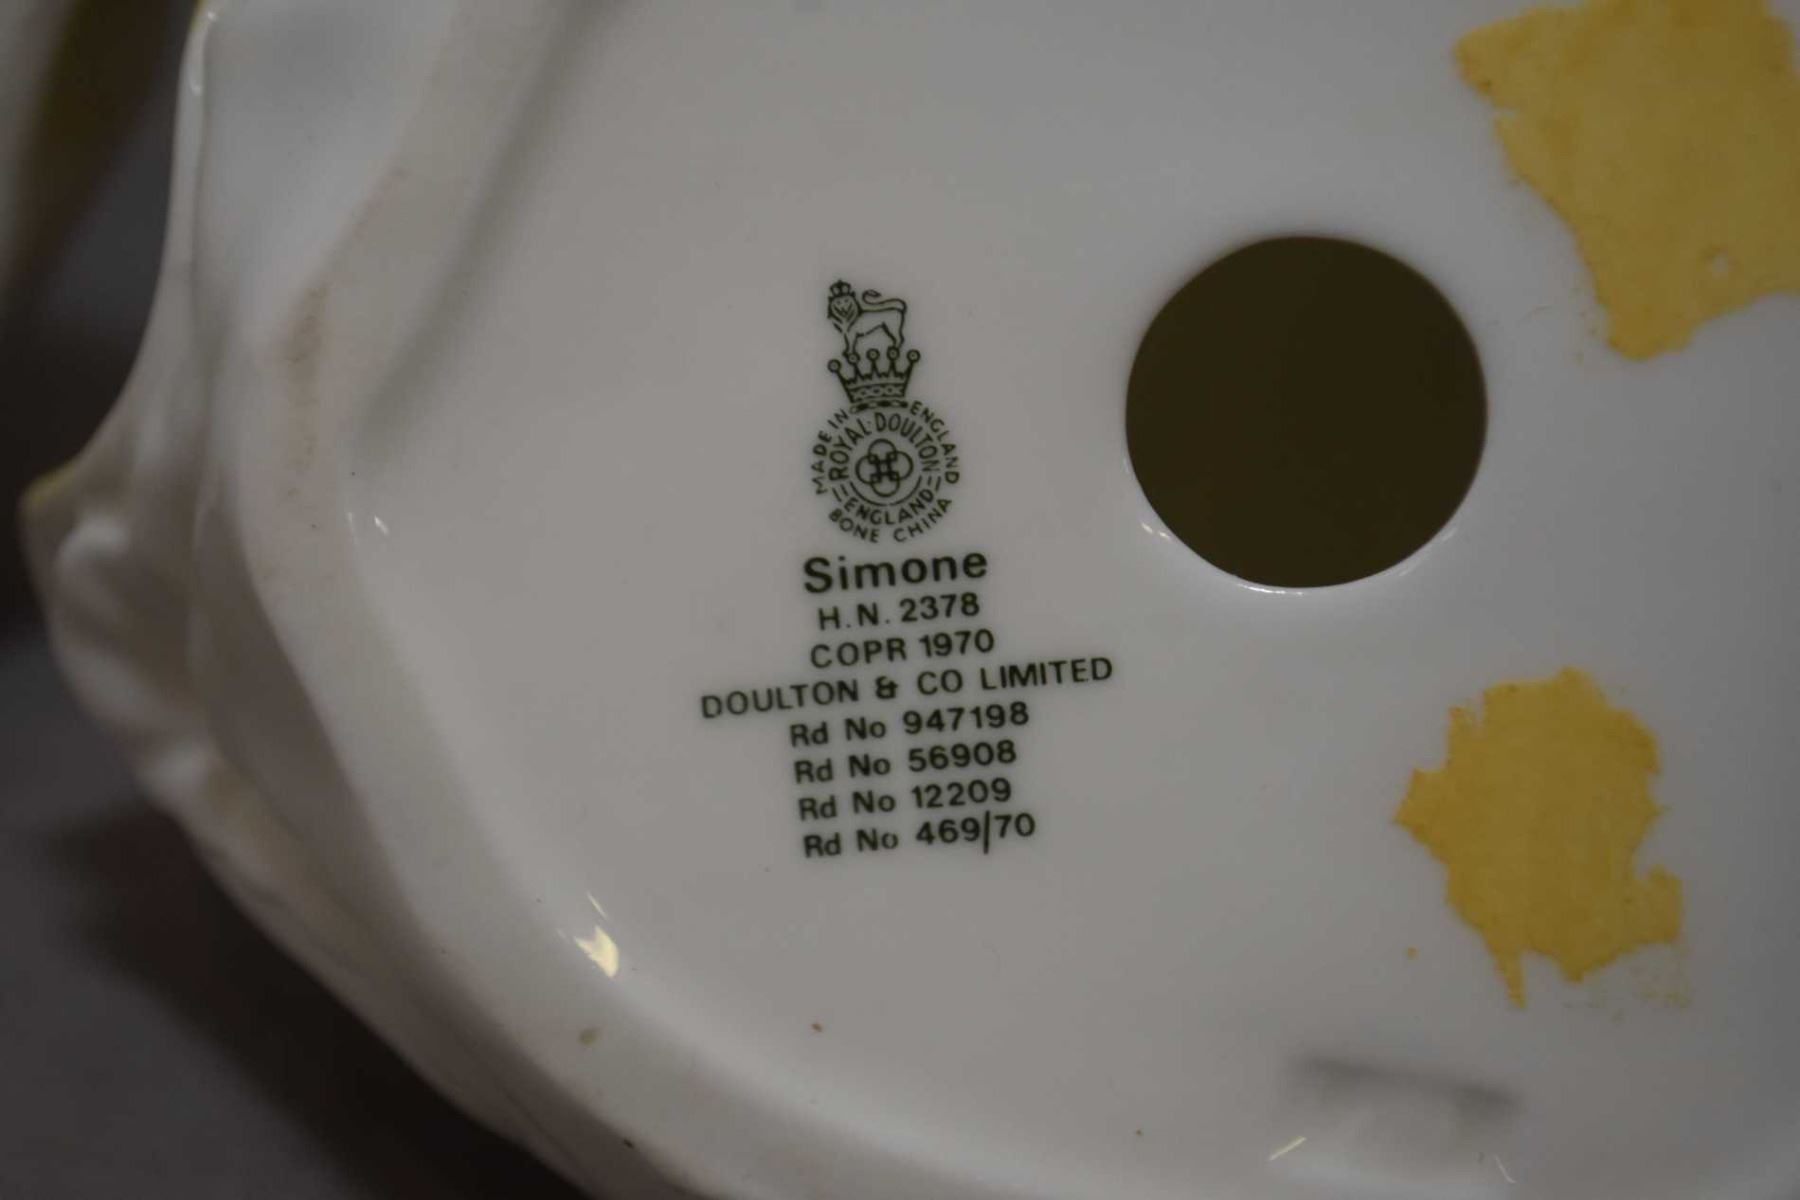 MADE IN ENGLAND
ROYAL·DOULTON
ENGLAND
BONE CHINA
Simone
H.N. 2378
COPR 1970
DOULTON & CO LIMITED
Rd No 947198
Rd No 56908
Rd No 12209
Rd No 469/70